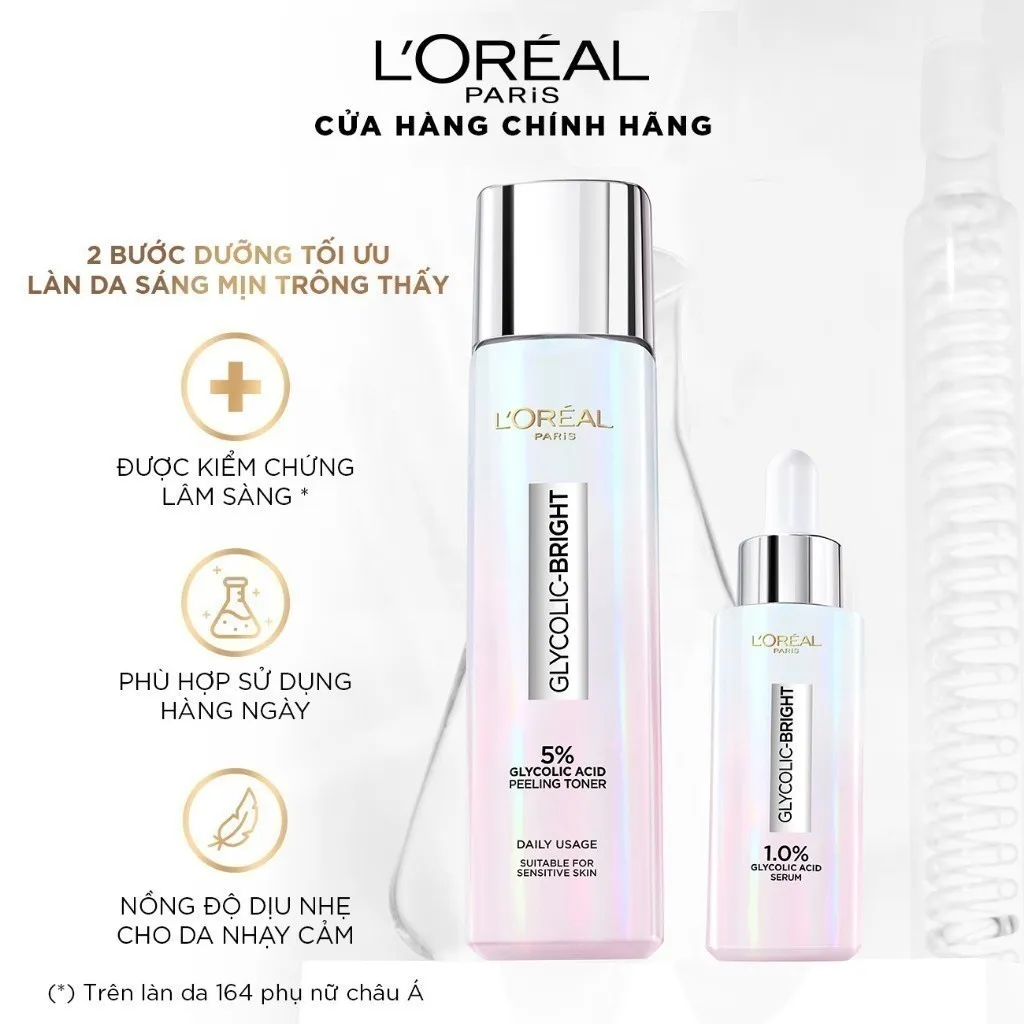 L'ORÉAL
PARiS
CỬA HÀNG CHÍNH HÃNG
2 BƯỚC DƯỠNG TỐI ƯU
LÀN DA SÁNG MỊN TRÔNG THẤY
ĐƯỢC KIỂM CHỨNG
LÂM SÀNG *
PHÙ HỢP SỬ DỤNG
HÀNG NGÀY
NỒNG ĐỘ DỊU NHẸ
CHO DA NHẠY CẢM
(*) Trên làn da 164 phụ nữ châu Á
L'ORÉAL
PARiS
GLYCOLIC-BRIGHT
5%
GLYCOLIC ACID
PEELING TONER
DAILY USAGE
SUITABLE FOR
SENSITIVE SKIN
L'ORÉAL
PARiS
GLYCOLIC-BRIGHT
1.0%
GLYCOLIC ACID
SERUM